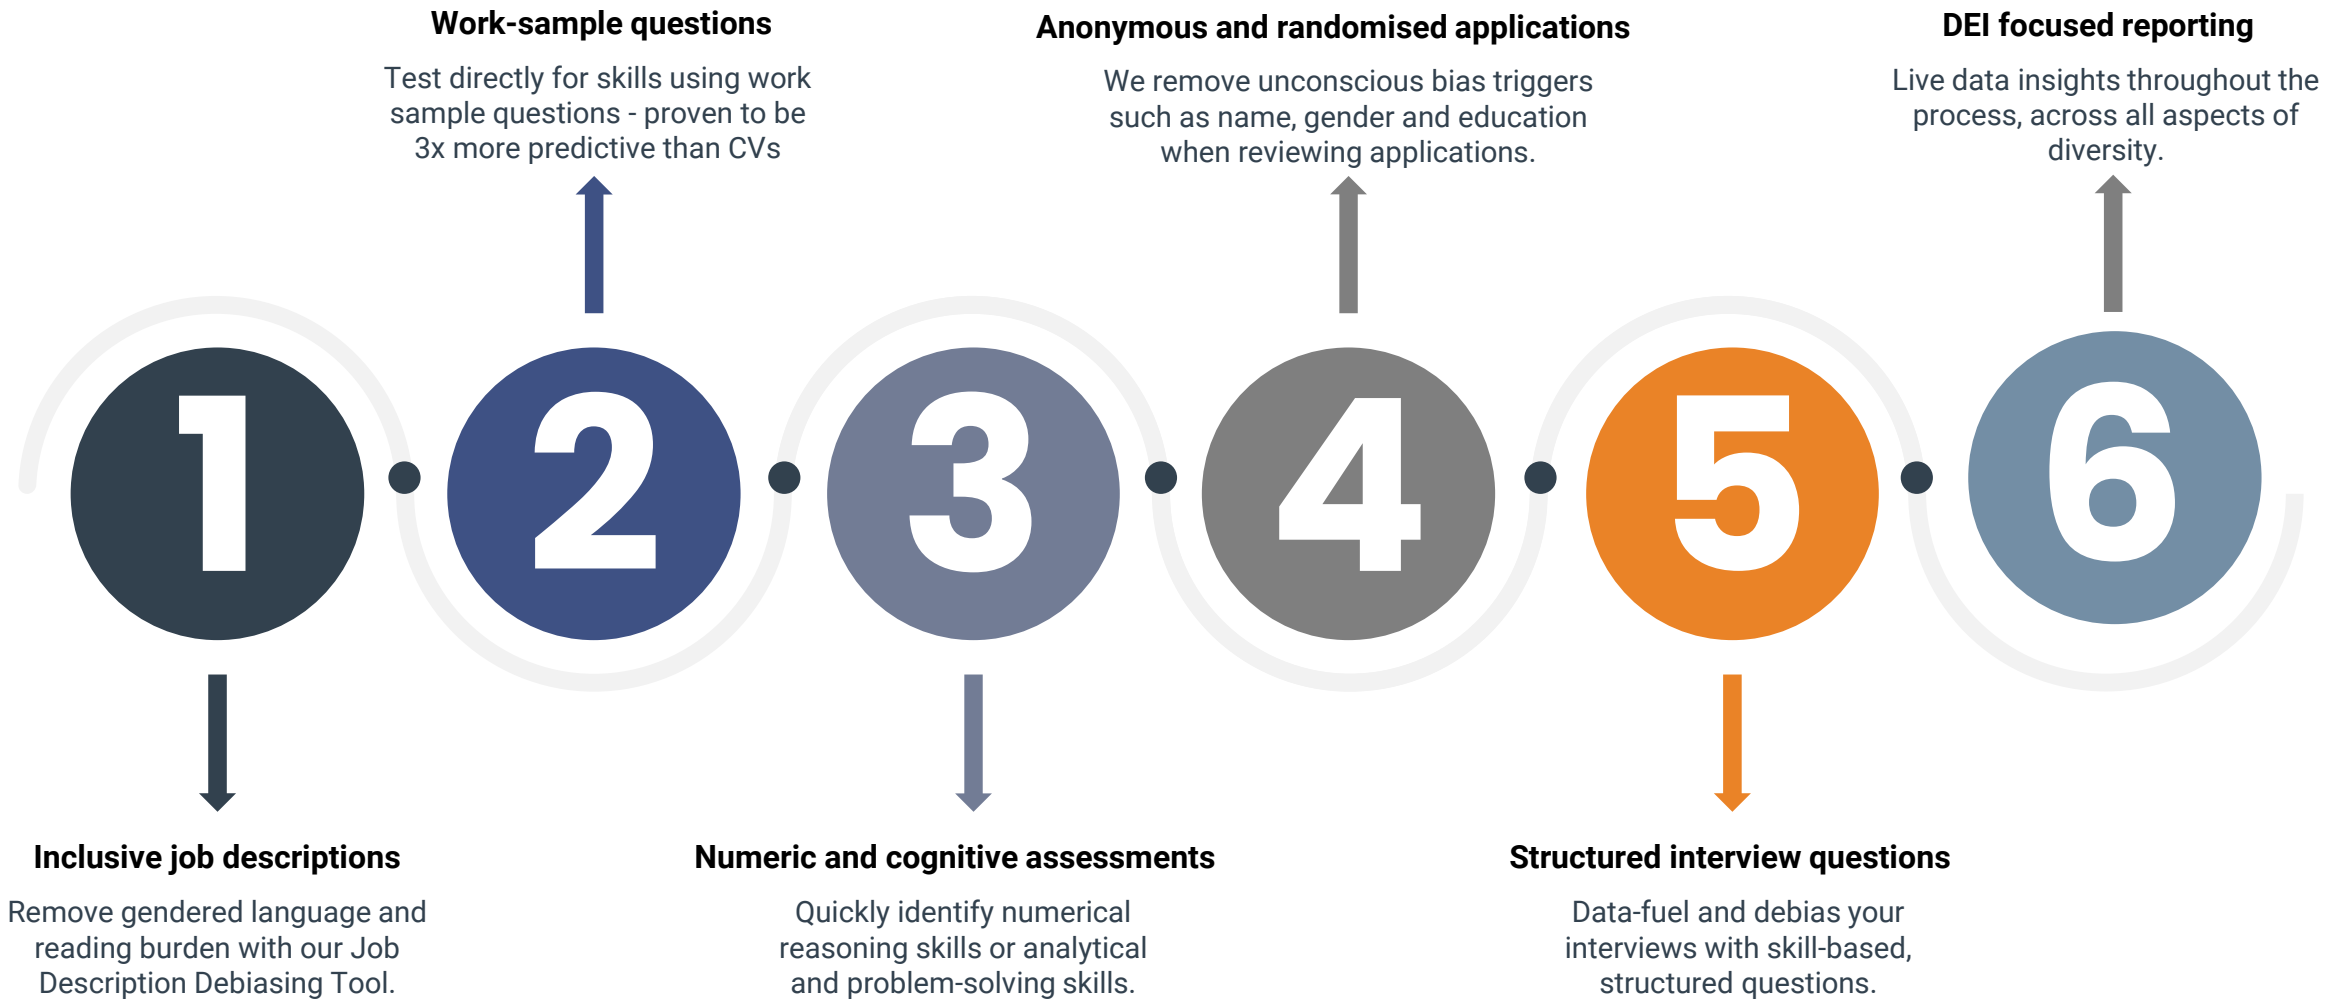 Work-sample questions
Test directly for skills using work
sample questions - proven to be
3x more predictive than CVs
Anonymous and randomised applications
We remove unconscious bias triggers
such as name, gender and education
when reviewing applications.
DEI focused reporting
Live data insights throughout the
process, across all aspects of
diversity.
1
2
3
4
5
6
Inclusive job descriptions
Remove gendered language and
reading burden with our Job
Description Debiasing Tool.
Numeric and cognitive assessments
Quickly identify numerical
reasoning skills or analytical
and problem-solving skills.
Structured interview questions
Data-fuel and debias your
interviews with skill-based,
structured questions.